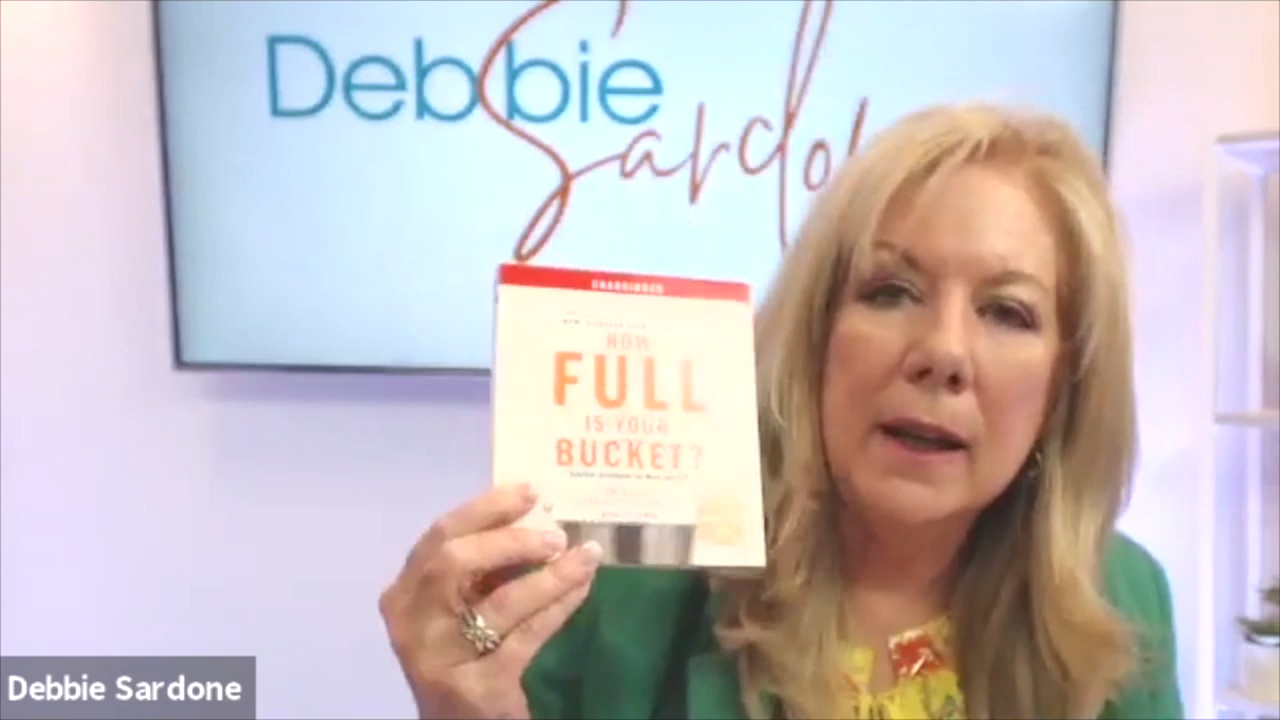 Debbie
Sardo
UNABRIDGED
HOW
FULL
IS YOUR
BUCKET?
Debbie Sardone